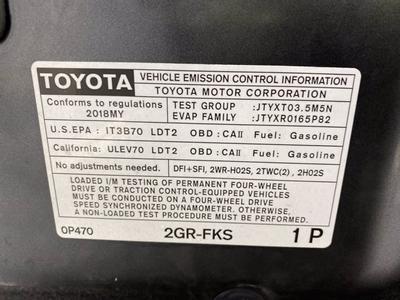 TOYOTA VEHICLE EMISSION CONTROL INFORMATION
TOYOTA MOTOR CORPORATION
Conforms to regulations
2018MY
TEST GROUP :JTYXT03.5M5N
EVAP FAMILY :JTYXR0165P82
U.S.EPA : IT3B70 LDT2 OBD:CAII Fuel: Gasoline
California: ULEV70 LDT2 OBD:CAII Fuel: Gasoline
No adjustments needed. DFI+SFI, 2WR-HO2S, 2TWC(2), 2HO2S
LOADED I/M TESTING OF PERMANENT FOUR-WHEEL
DRIVE OR TRACTION CONTROL-EQUIPPED VEHICLES
MUST BE CONDUCTED ON A FOUR-WHEEL DRIVE
SPEED SYNCHRONIZED DYNAMOMETER. OTHERWISE,
A NON-LOADED TEST PROCEDURE MUST BE USED.
0P470 2GR-FKS 1 P